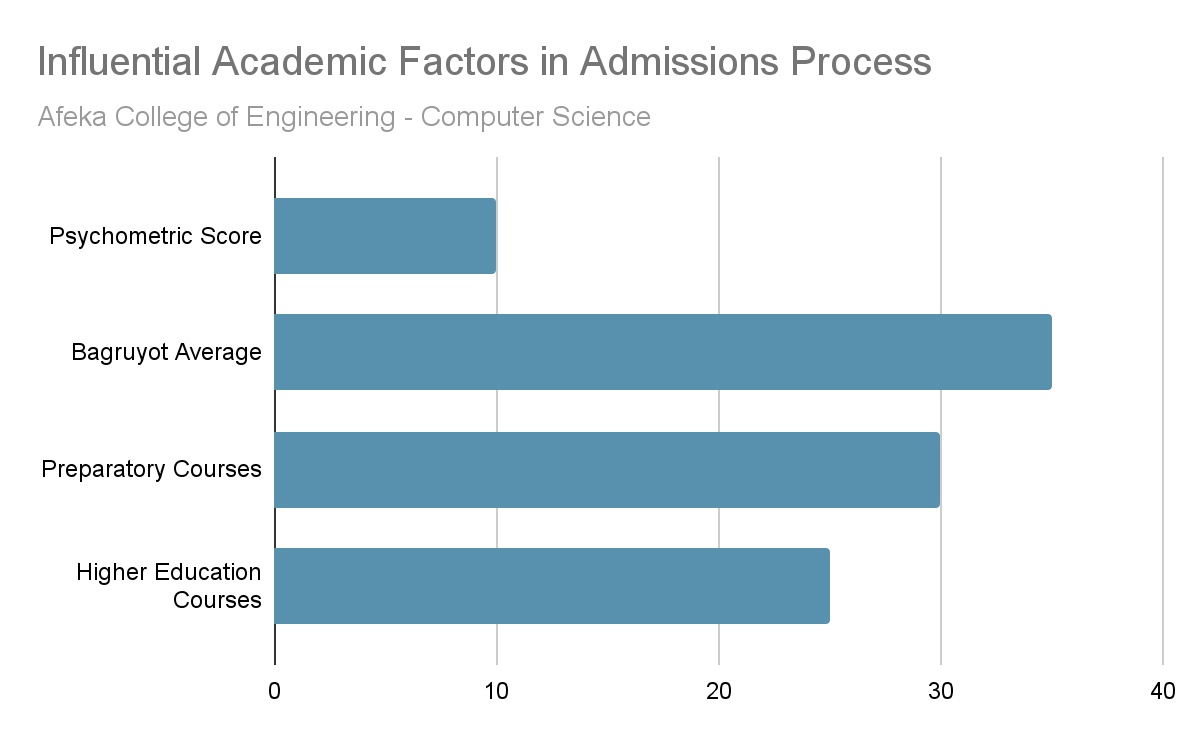 Influential Academic Factors in Admissions Process
Afeka College of Engineering - Computer Science
Psychometric Score
Bagruyot Average
Preparatory Courses
Higher Education
Courses
0 10 20 30 40